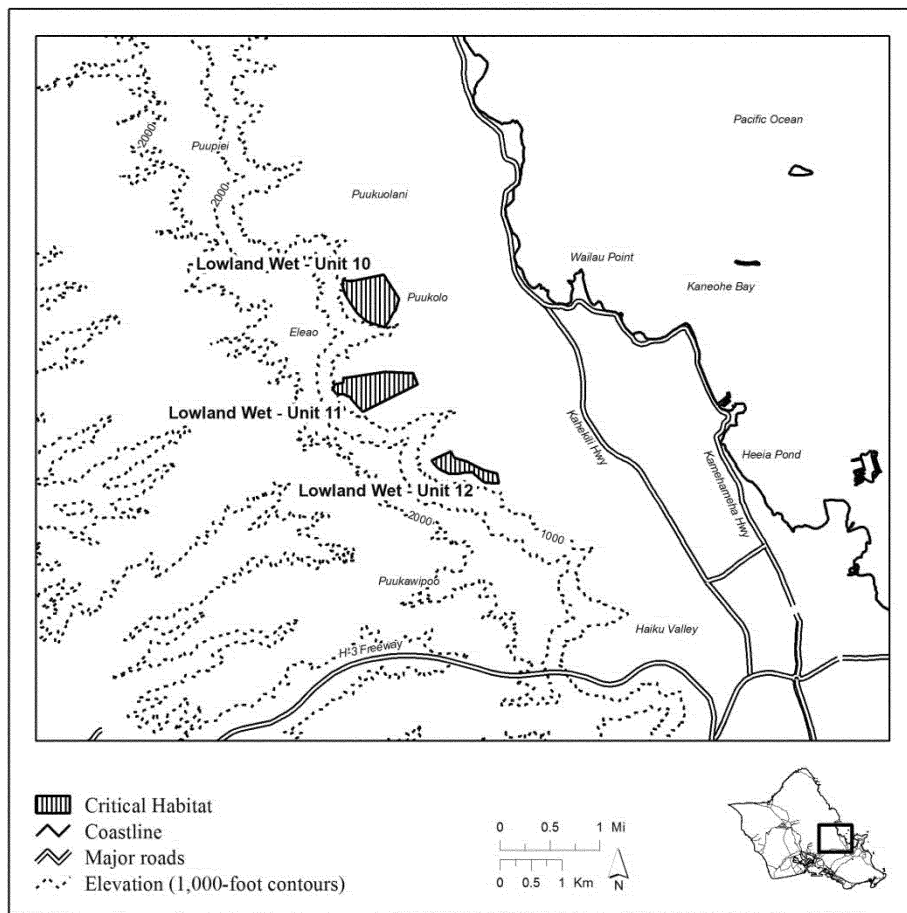 Pacific Ocean
2000
Puupiei
2000
Puukuolani
Wailau Point
Lowland Wet - Unit 10
Kaneohe Bay
Puukolo
Eleao
Lowland Wet - Unit 11
Kahekili Hwy
Kamehameha Hwy
Heeia Pond
Lowland Wet - Unit 12
2000
1000
Puukawipoo
Haiku Valley
H-3 Freeway
Critical Habitat
Coastline
Major roads
Elevation (1,000-foot contours)
0 0.5 1 Mi
0 0.5 1 Km
N